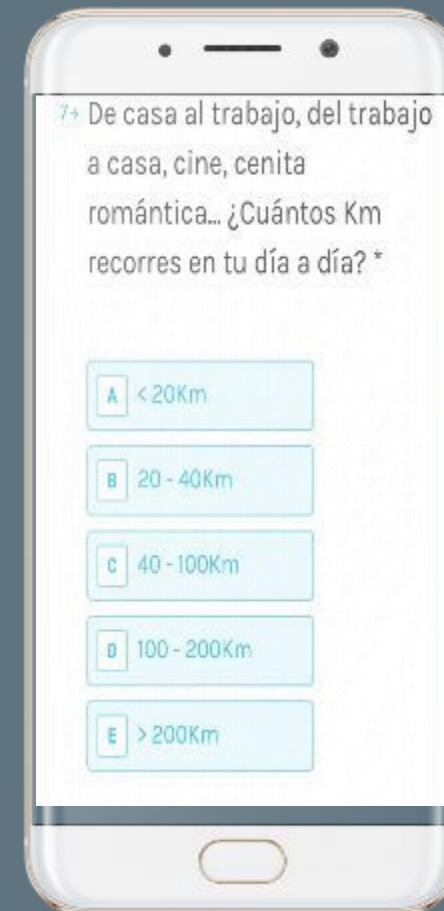 7→ De casa al trabajo, del trabajo
a casa, cine, cenita
romántica... ¿Cuántos Km
recorres en tu día a día? *
A < 20Km
B 20 - 40Km
C 40 - 100Km
D 100 - 200Km
E > 200Km